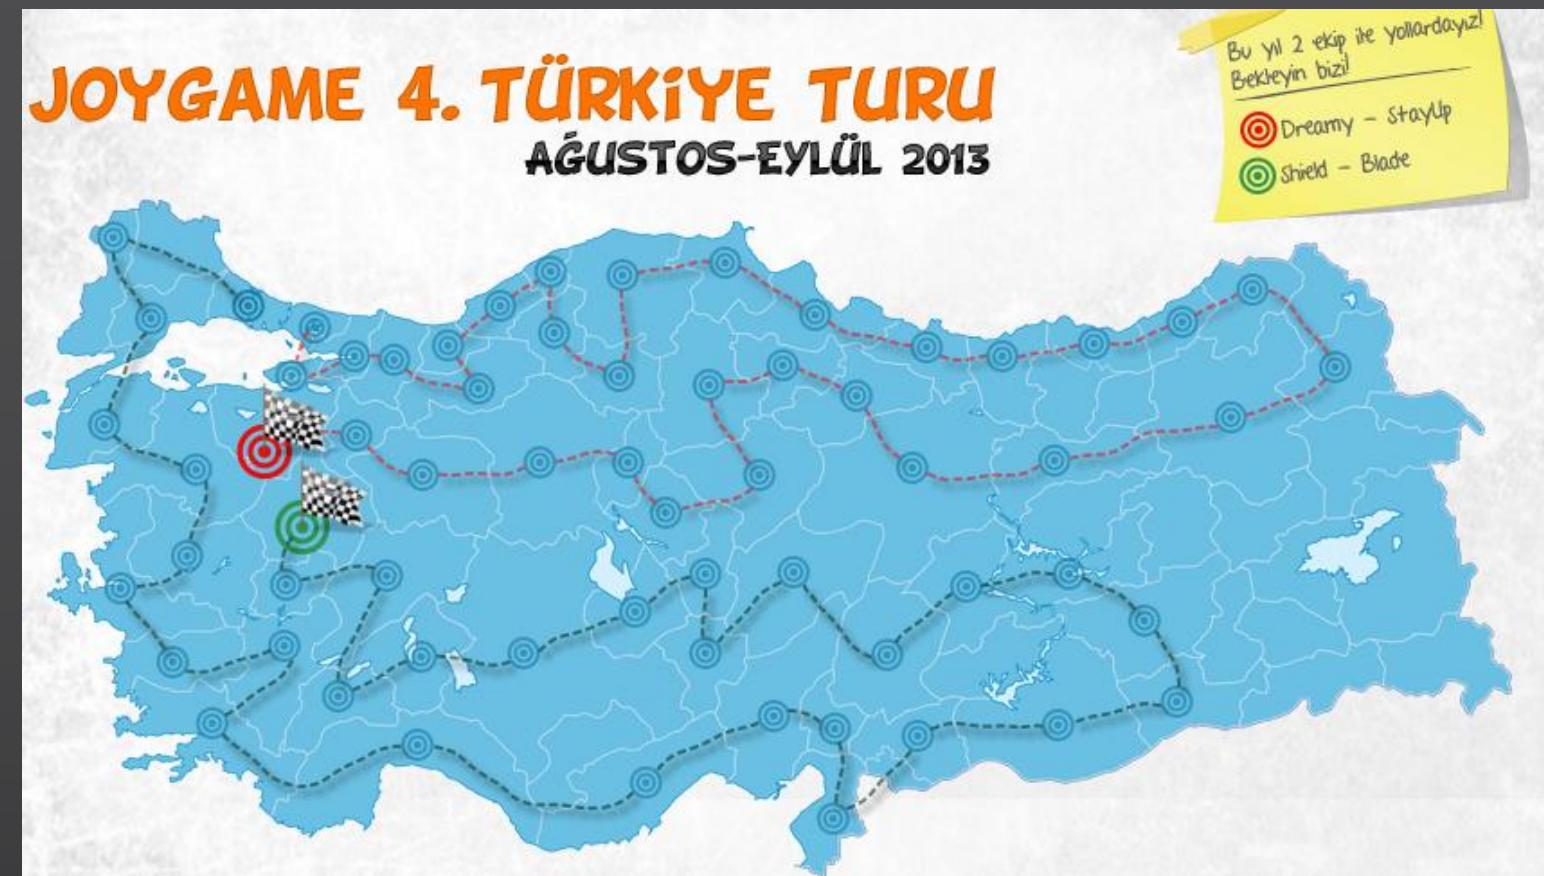 JOYGAME 4. TÜRKİYE TURU
AĞUSTOS-EYLÜL 2013
Bu yıl 2 ekip ile yollardayız!
Bekleyin bizi!
Dreamy - StayUp
Shield - Blade